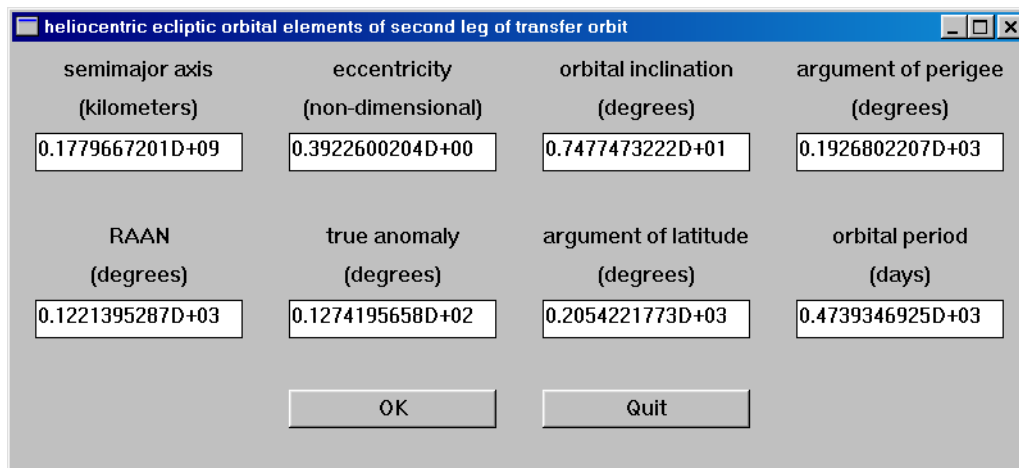 heliocentric ecliptic orbital elements of second leg of transfer orbit
semimajor axis eccentricity orbital inclination argument of perigee
(kilometers) (non-dimensional) (degrees) (degrees)
0.1779667201D+09 0.3922600204D+00 0.7477473222D+01 0.1926802207D+03
RAAN true anomaly argument of latitude orbital period
(degrees) (degrees) (degrees) (days)
0.1221395287D+03 0.1274195658D+02 0.2054221773D+03 0.4739346925D+03
OK Quit